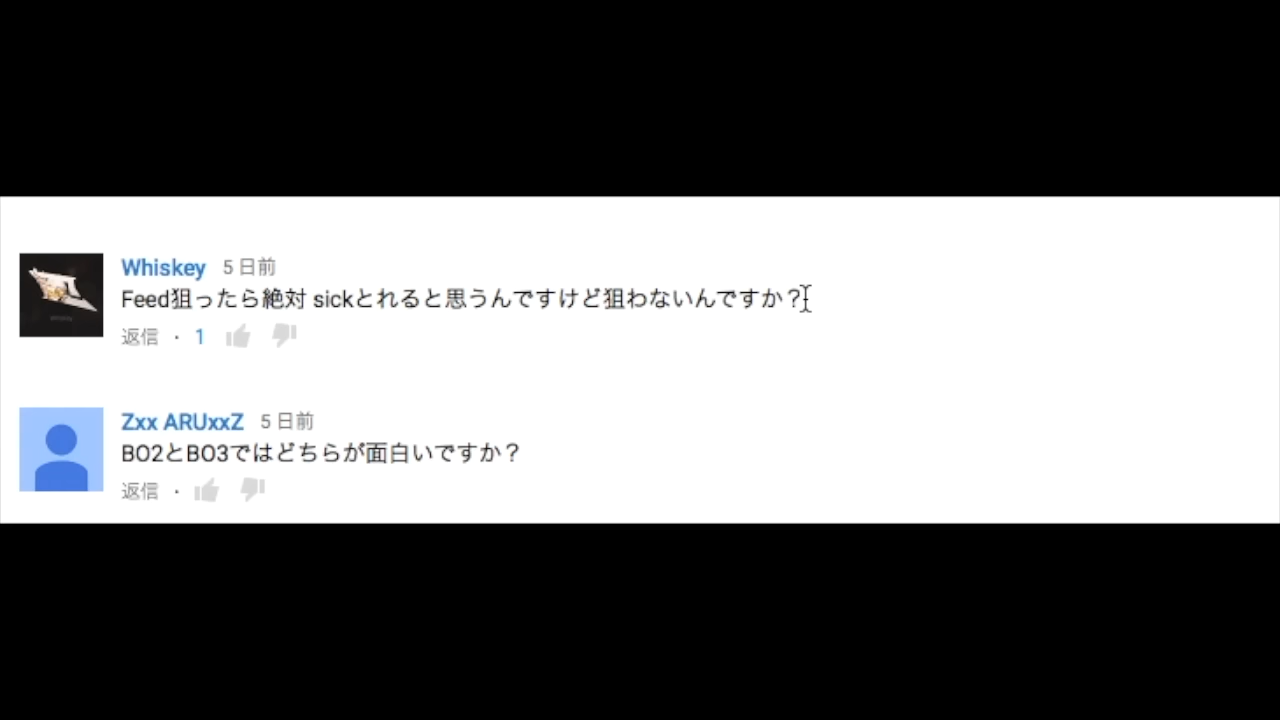 Whiskey 5 日前
Feed狙ったら絶対 sickとれると思うんですけど狙わないんですか？
返信 · 1
Zxx ARUxxZ 5 日前
BO2とBO3ではどちらが面白いですか？
返信 ·